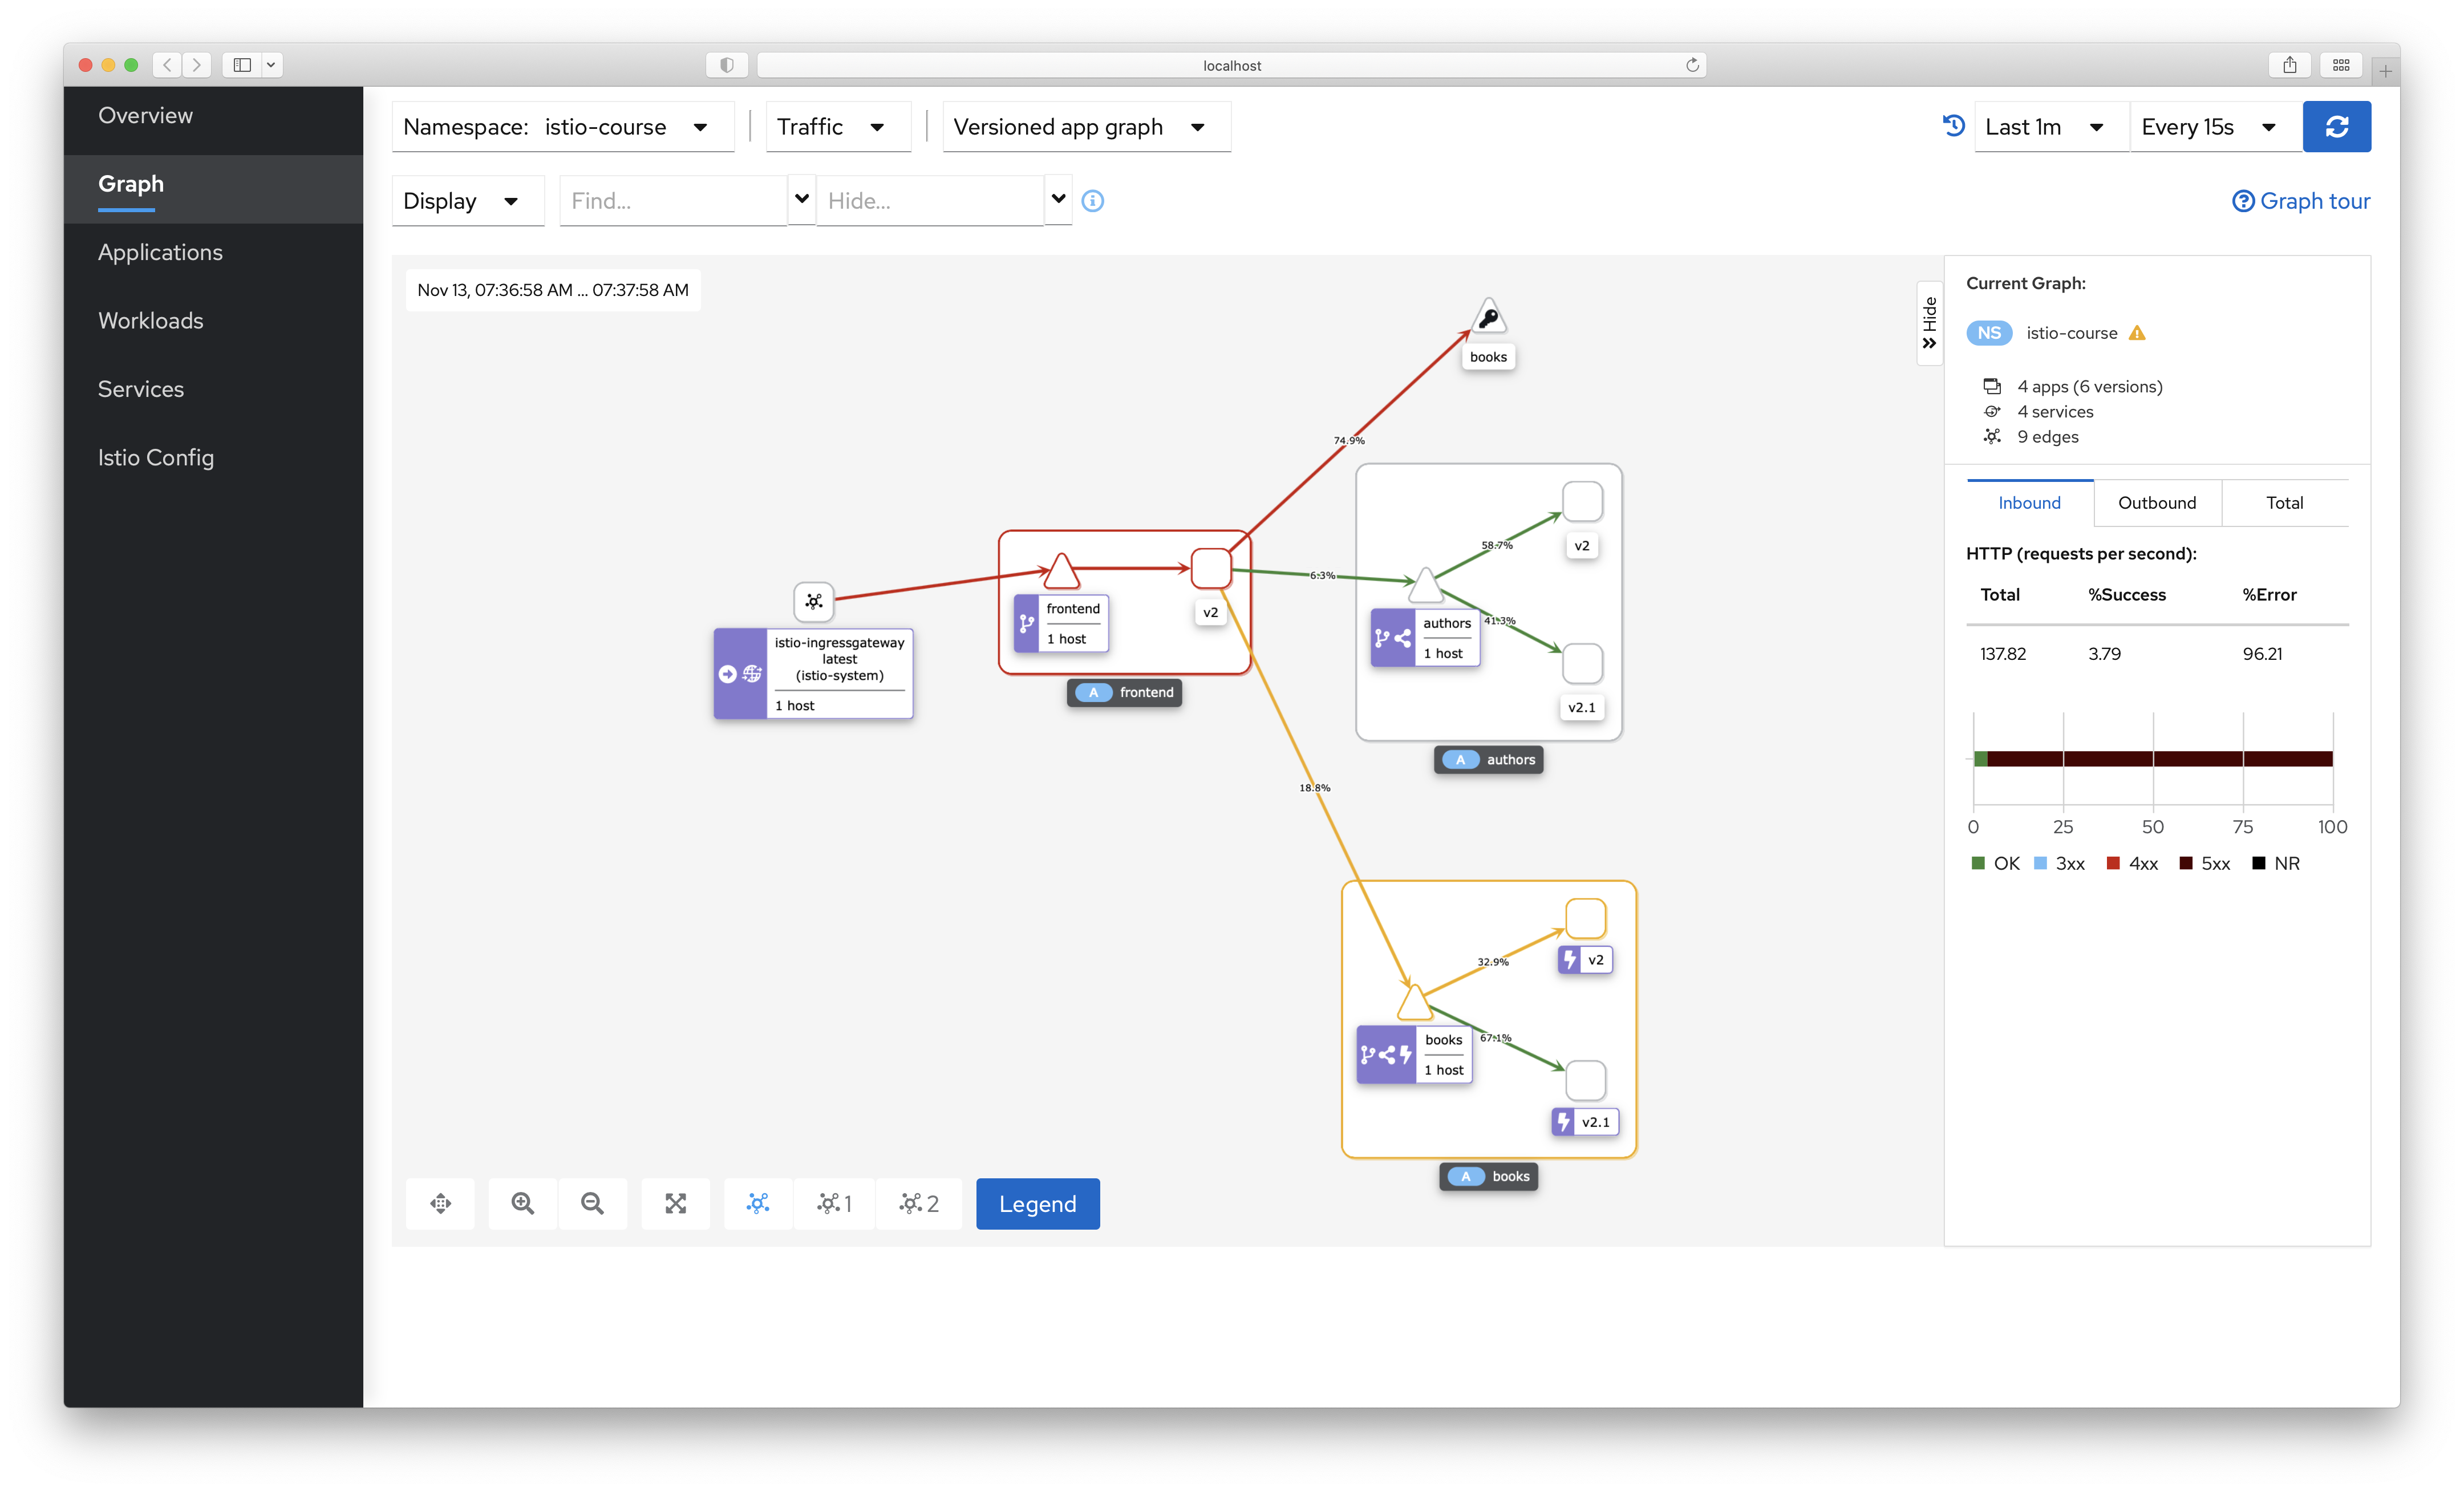 localhost
Overview
Graph
Applications
Workloads
Services
Istio Config
Namespace: istio-course
Traffic
Versioned app graph
Last 1m
Every 15s
Display
Find...
Hide...
Graph tour
Nov 13, 07:36:58 AM ... 07:37:58 AM
books
74.9%
58.7%
v2
6.3%
frontend
1 host
v2
authors
1 host
41.3%
istio-ingressgateway
latest
(istio-system)
1 host
A frontend
v2.1
A authors
18.8%
32.9%
v2
books
1 host
67.1%
v2.1
A books
1
2
Legend
Hide
Current Graph:
NS istio-course
4 apps (6 versions)
4 services
9 edges
Inbound
Outbound
Total
HTTP (requests per second):
Total %Success %Error
137.82 3.79 96.21
0 25 50 75 100
OK 3xx 4xx 5xx NR